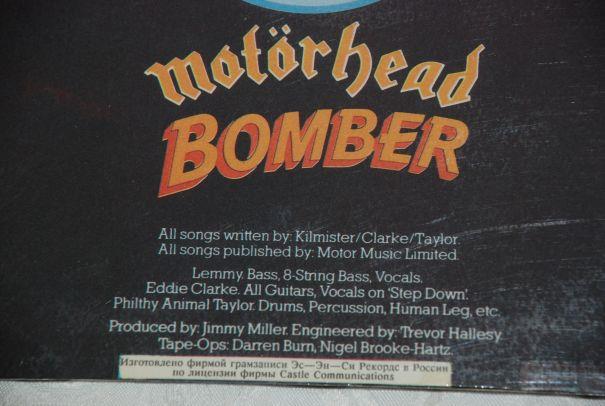 motörhead
BOMBER
All songs written by: Kilmister/Clarke/Taylor.
All songs published by: Motor Music Limited.
Lemmy. Bass, 8-String Bass, Vocals.
Eddie Clarke. All Guitars, Vocals on 'Step Down'.
Philthy Animal Taylor. Drums, Percussion, Human Leg, etc.
Produced by: Jimmy Miller. Engineered by: Trevor Hallesy.
Tape-Ops: Darren Burn, Nigel Brooke-Hartz.
Изготовлено фирмой грамзаписи Эс—Эн—Си Рекордс в России
по лицензии фирмы Castle Communications